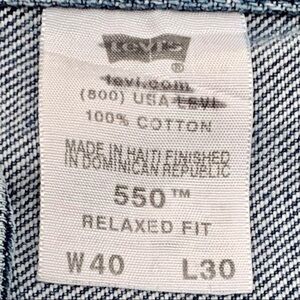 LEVI'S
®
levi.com
(800) USA LEVI
100% COTTON
MADE IN HAITI FINISHED
IN DOMINICAN REPUBLIC
550™
RELAXED FIT
W40 L30